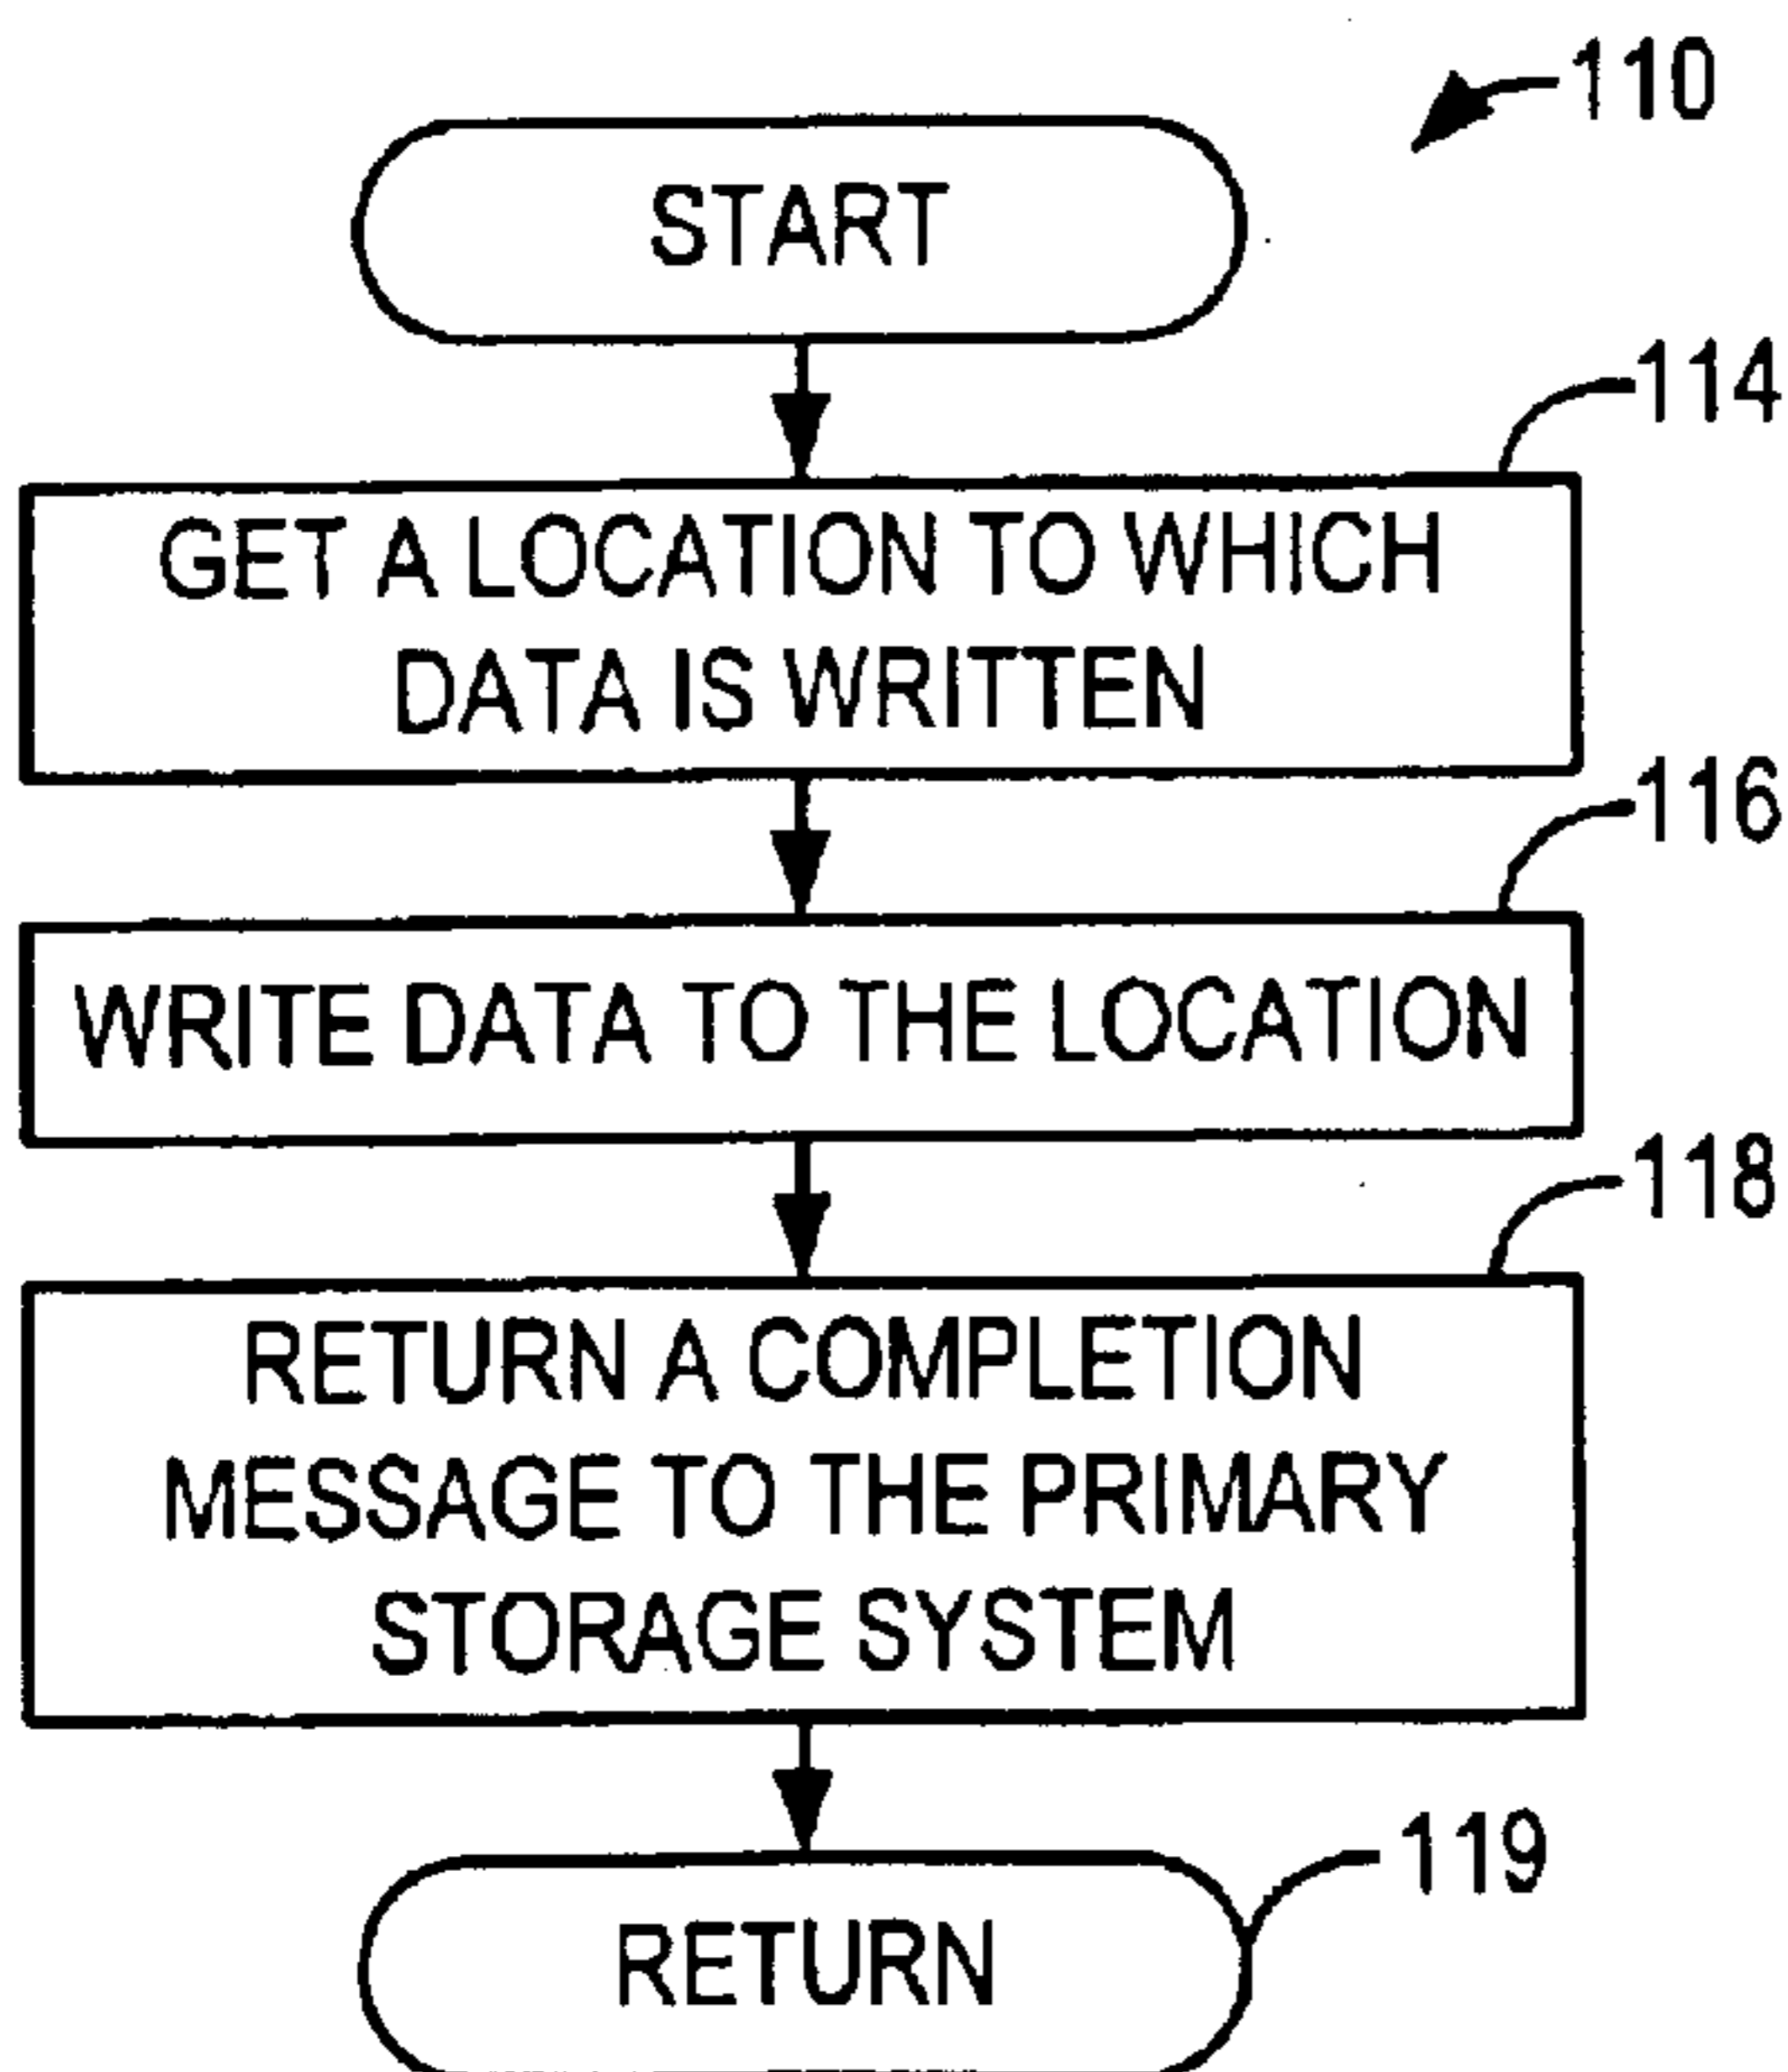 110
START
114
GET A LOCATION TO WHICH
DATA IS WRITTEN
116
WRITE DATA TO THE LOCATION
118
RETURN A COMPLETION
MESSAGE TO THE PRIMARY
STORAGE SYSTEM
119
RETURN